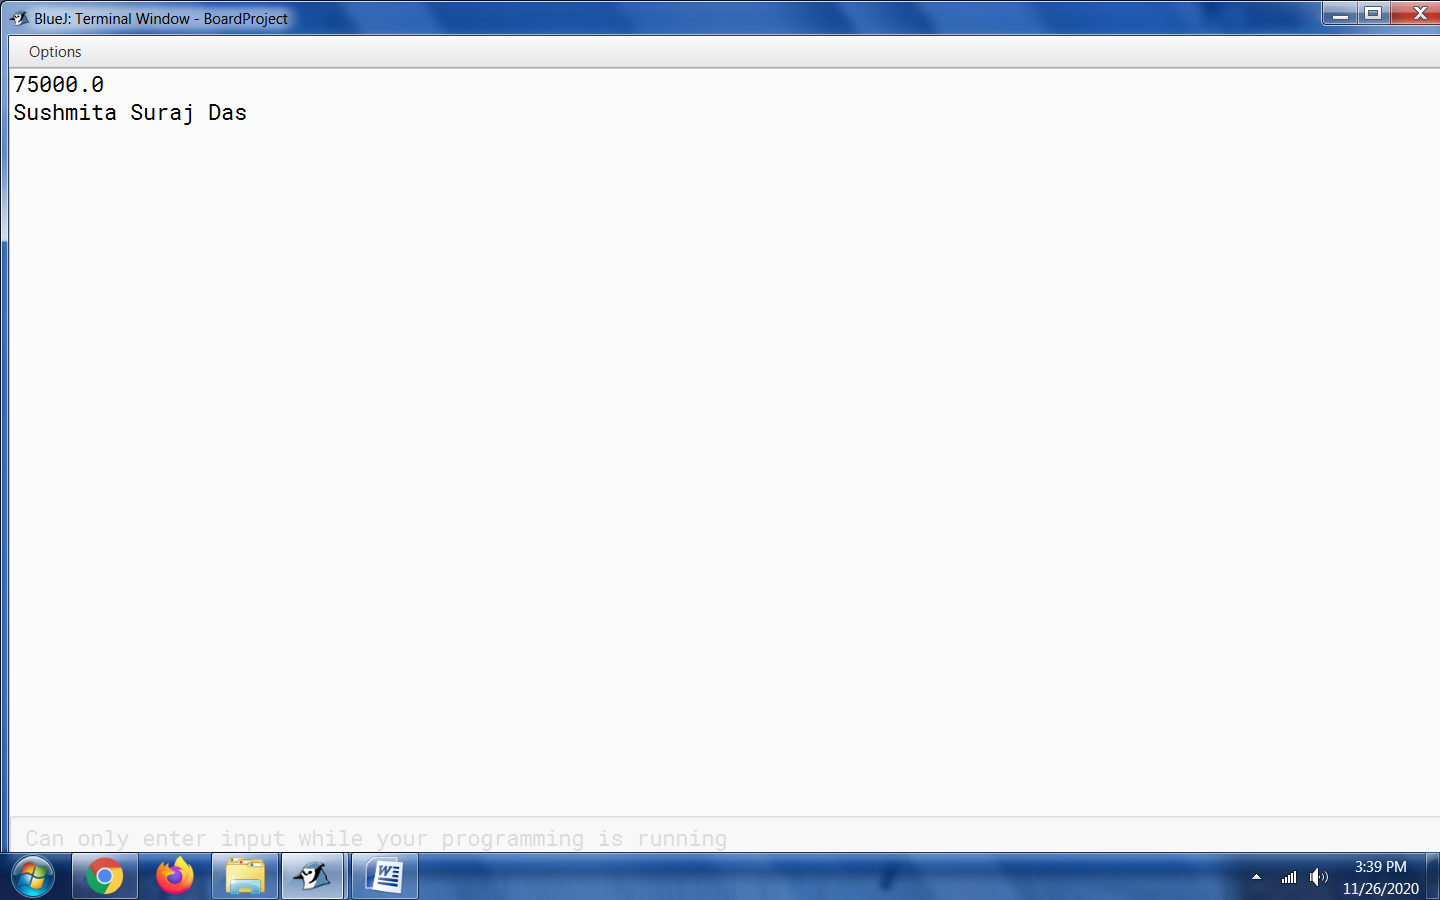 BlueJ: Terminal Window - BoardProject
Options
75000.0
Sushmita Suraj Das
Can only enter input while your programming is running
3:39 PM
11/26/2020